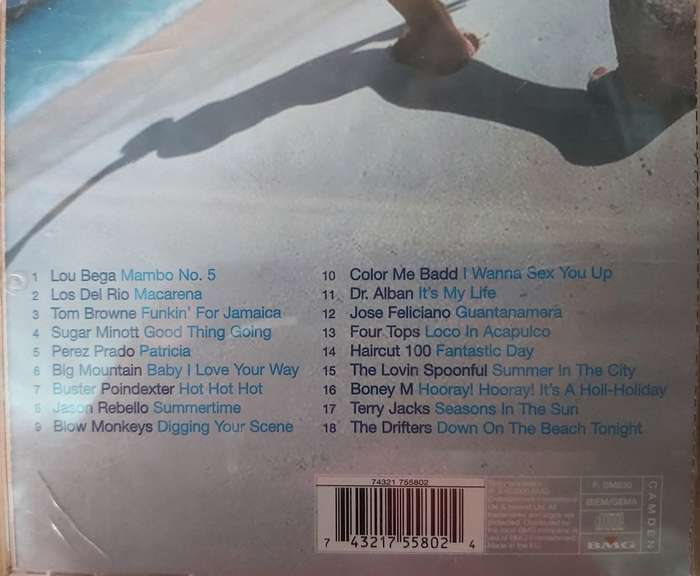 1 Lou Bega Mambo No. 5
2 Los Del Rio Macarena
3 Tom Browne Funkin' For Jamaica
4 Sugar Minott Good Thing Going
5 Perez Prado Patricia
6 Big Mountain Baby I Love Your Way
7 Buster Poindexter Hot Hot Hot
8 Jason Rebello Summertime
9 Blow Monkeys Digging Your Scene
10 Color Me Badd I Wanna Sex You Up
11 Dr. Alban It's My Life
12 Jose Feliciano Guantanamera
13 Four Tops Loco In Acapulco
14 Haircut 100 Fantastic Day
15 The Lovin Spoonful Summer In The City
16 Boney M Hooray! Hooray! It's A Holi-Holiday
17 Terry Jacks Seasons In The Sun
18 The Drifters Down On The Beach Tonight
74321 755802
7 43217 55802 4
BIEM/GEMA
BMG
CAMDEN